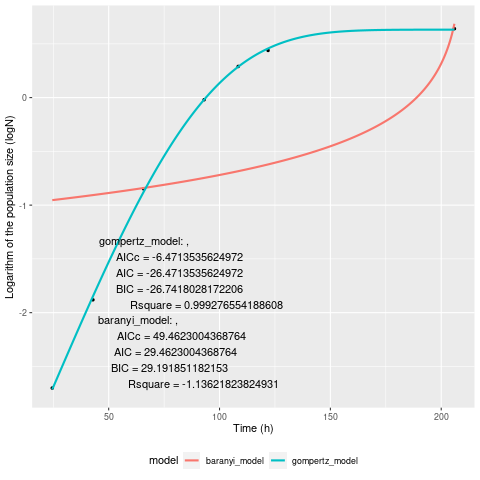 0
-1
-2
Logarithm of the population size (logN)
gompertz_model: ,
AICc = -6.4713535624972
AIC = -26.4713535624972
BIC = -26.7418028172206
Rsquare = 0.999276554188608
baranyi_model: ,
AICc = 49.4623004368764
AIC = 29.4623004368764
BIC = 29.191851182153
Rsquare = -1.13621823824931
50 100 150 200
Time (h)
model baranyi_model gompertz_model